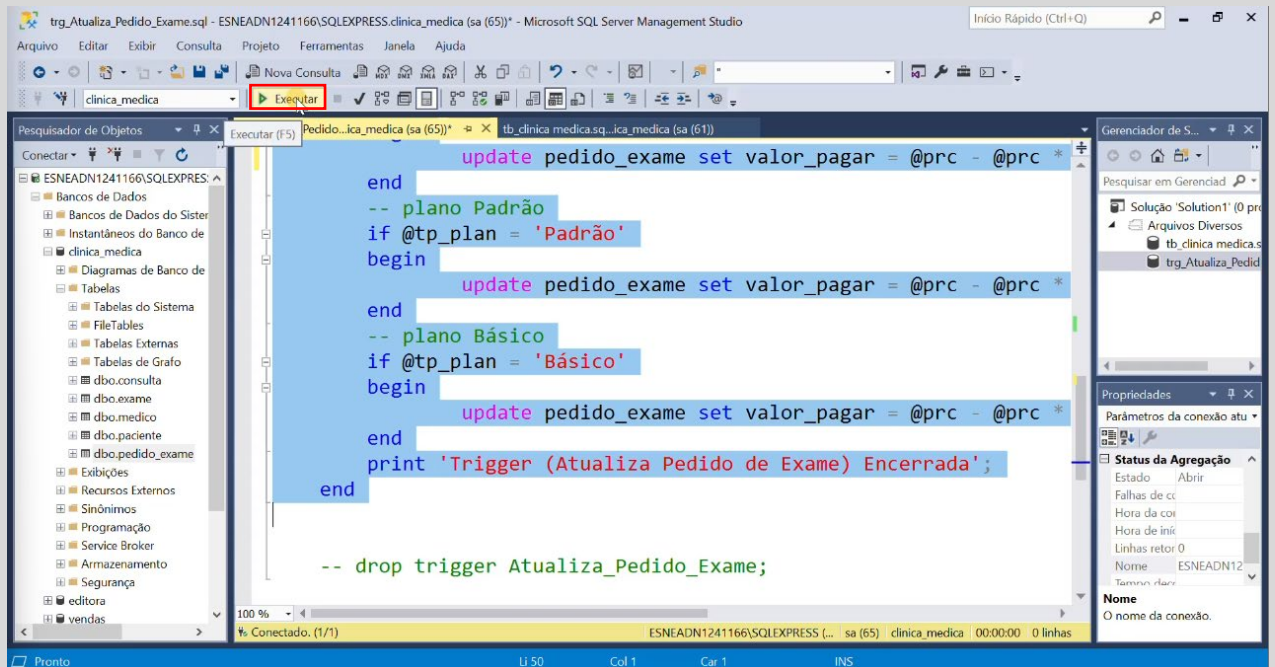 trg_Atualiza_Pedido_Exame.sql - ESNEADN1241166\SQLEXPRESS.clinica_medica (sa (65))* - Microsoft SQL Server Management Studio
Início Rápido (Ctrl+Q)
Arquivo Editar Exibir Consulta Projeto Ferramentas Janela Ajuda
Nova Consulta
clinica_medica
Executar
Pesquisador de Objetos
Executar (F5)
Pedido...ica_medica (sa (65))*
tb_clinica medica.sq...ica_medica (sa (61))
Gerenciador de S...
Conectar
ESNEADN1241166\SQLEXPRES:
Bancos de Dados
Bancos de Dados do Sister
Instantâneos do Banco de
clinica_medica
Diagramas de Banco de
Tabelas
Tabelas do Sistema
FileTables
Tabelas Externas
Tabelas de Grafo
dbo.consulta
dbo.exame
dbo.medico
dbo.paciente
dbo.pedido_exame
Exibições
Recursos Externos
Sinônimos
Programação
Service Broker
Armazenamento
Segurança
editora
vendas
update pedido_exame set valor_pagar = @prc - @prc *
end
-- plano Padrão
if @tp_plan = 'Padrão'
begin
update pedido_exame set valor_pagar = @prc - @prc *
end
-- plano Básico
if @tp_plan = 'Básico'
begin
update pedido_exame set valor_pagar = @prc - @prc *
end
print 'Trigger (Atualiza Pedido de Exame) Encerrada';
end
-- drop trigger Atualiza_Pedido_Exame;
100 %
Conectado. (1/1)
ESNEADN1241166\SQLEXPRESS (... sa (65) clinica_medica 00:00:00 0 linhas
Pesquisar em Gerenciad
Solução 'Solution1' (0 pro
Arquivos Diversos
tb_clinica medica.s
trg_Atualiza_Pedid
Propriedades
Parâmetros da conexão atu
Status da Agregação
Estado Abrir
Falhas de co
Hora da con
Hora de iníc
Linhas retor 0
Nome ESNEADN12
Nome
O nome da conexão.
Pronto
Li 50 Col 1 Car 1 INS